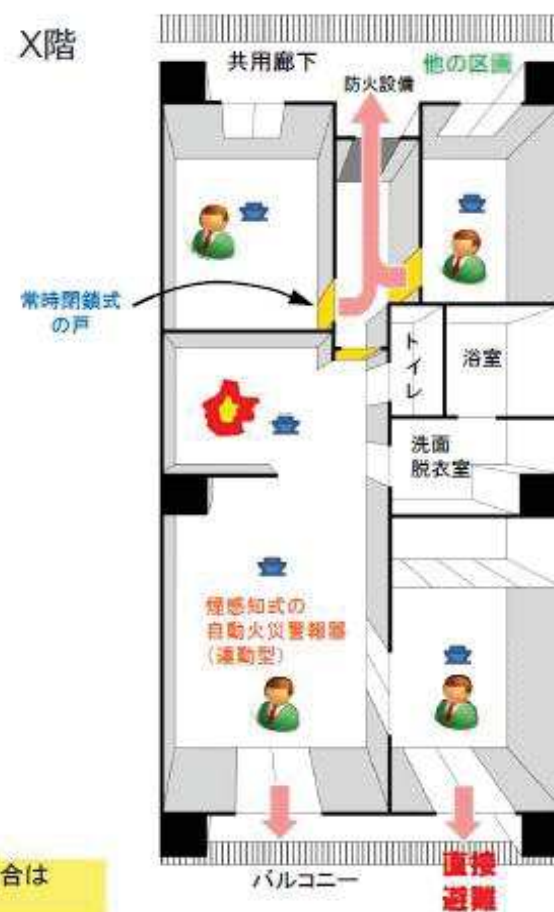 X階
共用廊下
他の区画
防火設備
常時閉鎖式
の戸
トイレ
浴室
洗面
脱衣室
煙感知式の
自動火災警報器
(連動型)
合は
バルコニー
直接
避難